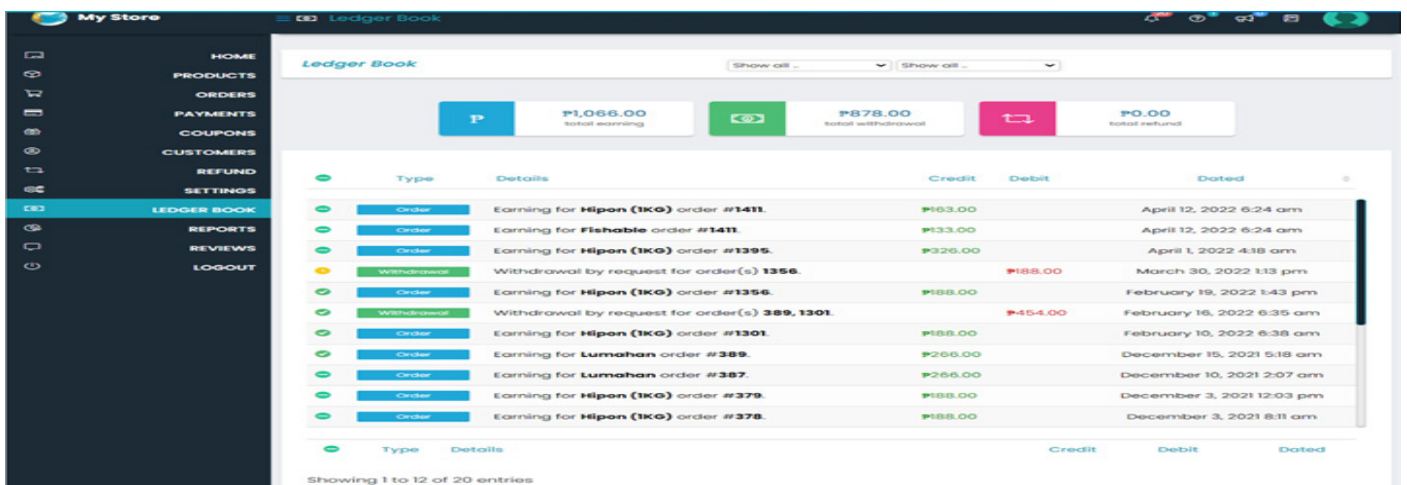 My Store
Ledger Book
HOME
PRODUCTS
ORDERS
PAYMENTS
COUPONS
CUSTOMERS
REFUND
SETTINGS
LEDGER BOOK
REPORTS
REVIEWS
LOGOUT
Ledger Book Show all .. Show all ..
₱1,066.00
total earning
₱878.00
total withdrawal
₱0.00
total refund
Type Details Credit Debit Dated
Order Earning for Hipon (1KG) order #1411. ₱163.00 April 12, 2022 6:24 am
Order Earning for Fishable order #1411. ₱133.00 April 12, 2022 6:24 am
Order Earning for Hipon (1KG) order #1395. ₱326.00 April 1, 2022 4:18 am
Withdrawal Withdrawal by request for order(s) 1356. ₱188.00 March 30, 2022 1:13 pm
Order Earning for Hipon (1KG) order #1356. ₱188.00 February 19, 2022 1:43 pm
Withdrawal Withdrawal by request for order(s) 389, 1301. ₱454.00 February 16, 2022 6:35 am
Order Earning for Hipon (1KG) order #1301. ₱188.00 February 10, 2022 6:38 am
Order Earning for Lumahan order #389. ₱266.00 December 15, 2021 5:18 am
Order Earning for Lumahan order #387. ₱266.00 December 10, 2021 2:07 am
Order Earning for Hipon (1KG) order #379. ₱188.00 December 3, 2021 12:03 pm
Order Earning for Hipon (1KG) order #378. ₱188.00 December 3, 2021 8:11 am
Type Details Credit Debit Dated
Showing 1 to 12 of 20 entries